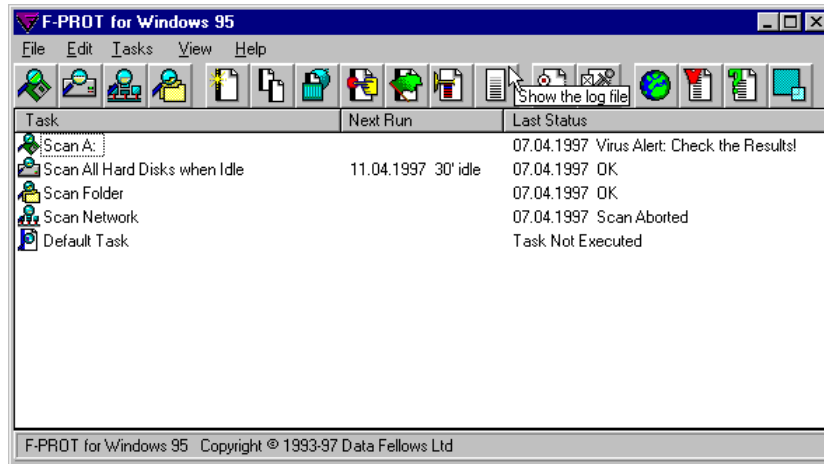 F-PROT for Windows 95
File Edit Tasks View Help
Show the log file
Task Next Run Last Status
Scan A: 07.04.1997 Virus Alert: Check the Results!
Scan All Hard Disks when Idle 11.04.1997 30' idle 07.04.1997 OK
Scan Folder 07.04.1997 OK
Scan Network 07.04.1997 Scan Aborted
Default Task Task Not Executed
F-PROT for Windows 95 Copyright © 1993-97 Data Fellows Ltd